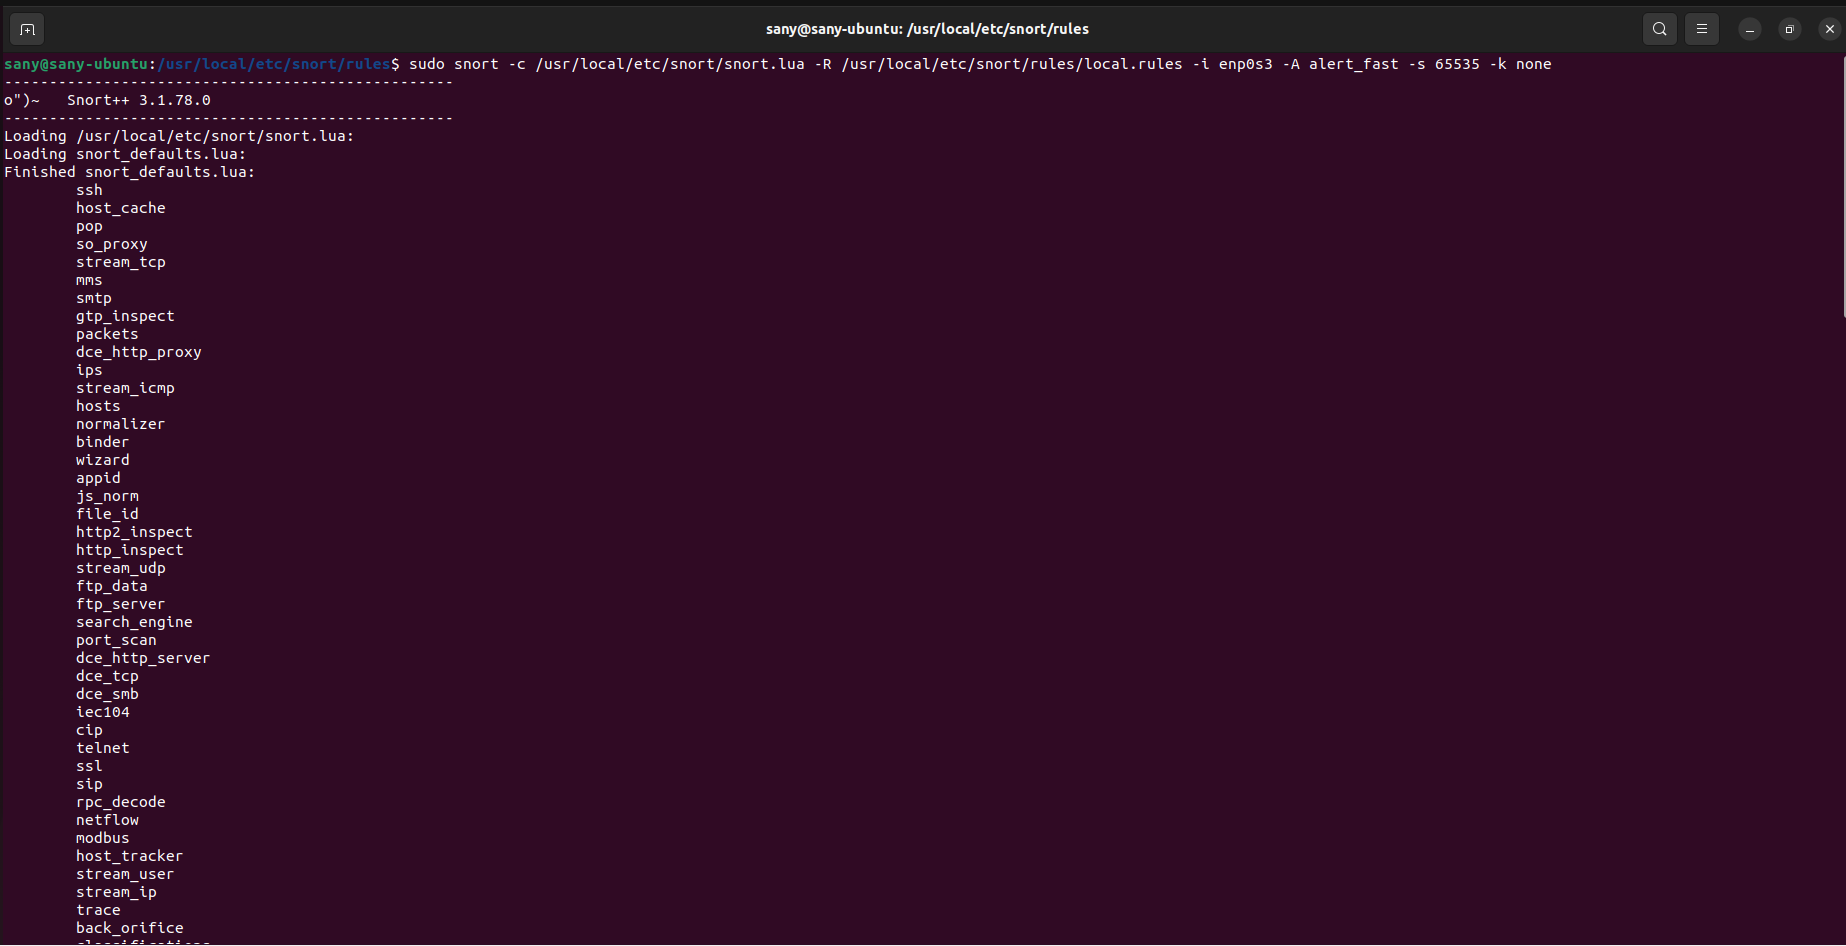 sany@sany-ubuntu: /usr/local/etc/snort/rules
sany@sany-ubuntu:/usr/local/etc/snort/rules$ sudo snort -c /usr/local/etc/snort/snort.lua -R /usr/local/etc/snort/rules/local.rules -i enp0s3 -A alert_fast -s 65535 -k none
--------------------------------------------------
o")~   Snort++ 3.1.78.0
--------------------------------------------------
Loading /usr/local/etc/snort/snort.lua:
Loading snort_defaults.lua:
Finished snort_defaults.lua:
ssh
host_cache
pop
so_proxy
stream_tcp
mms
smtp
gtp_inspect
packets
dce_http_proxy
ips
stream_icmp
hosts
normalizer
binder
wizard
appid
js_norm
file_id
http2_inspect
http_inspect
stream_udp
ftp_data
ftp_server
search_engine
port_scan
dce_http_server
dce_tcp
dce_smb
iec104
cip
telnet
ssl
sip
rpc_decode
netflow
modbus
host_tracker
stream_user
stream_ip
trace
back_orifice
classifications